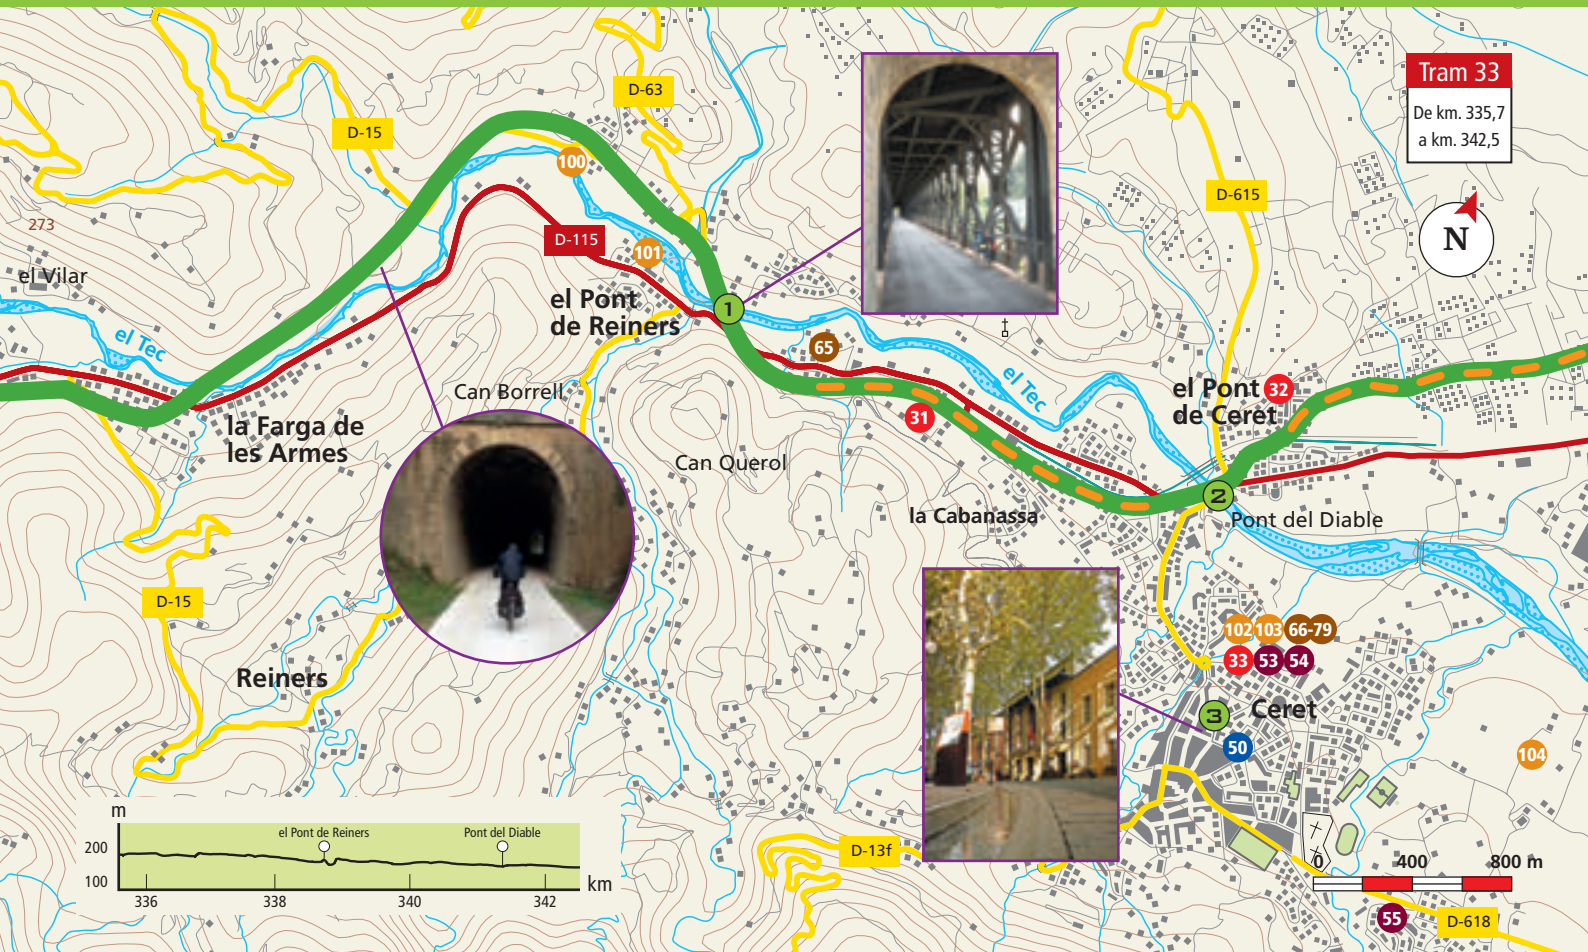 D-63
D-15
Tram 33
De km. 335,7
a km. 342,5
N
100
D-615
273
D-115
101
el Vilar
el Pont
de Reiners
1
el Tec
65
el Tec
Can Borrell
31
el Pont
de Ceret
32
la Farga de
les Armes
Can Querol
la Cabanassa
2
Pont del Diable
D-15
102
103
66-79
33
53
54
Reiners
3
Ceret
50
104
m
200
100
el Pont de Reiners
Pont del Diable
km
336
338
340
342
D-13f
0
400
800 m
55
D-618